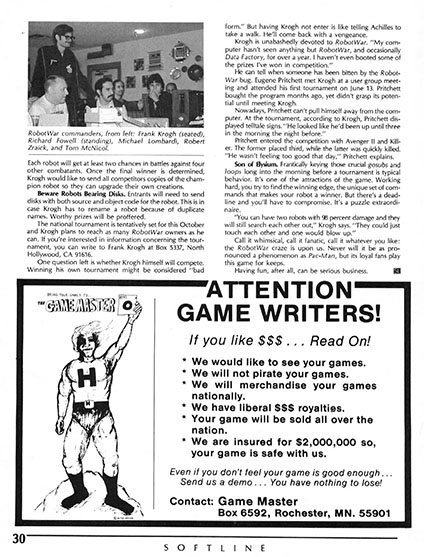 RobotWar commanders, from left: Frank Krogh (seated),
Richard Fowell (standing), Michael Lombardi, Robert
Zraick, and Tom McNicol.
Each robot will get at least two chances in battles against four
other combatants. Once the final winner is determined,
Krogh would like to send all competitors copies of the cham-
pion robot so they can upgrade their own creations.
Beware Robots Bearing Disks. Entrants will need to send
disks with both source and object code for the robot. This is in
case Krogh has to rename a robot because of duplicate
names. Worthy prizes will be proffered.
The national tournament is tentatively set for this October
and Krogh plans to reach as many RobotWar owners as he
can. If you're interested in information concerning the tour-
nament, you can write to Frank Krogh at Box 5337, North
Hollywood, CA 91616.
One question left is whether Krogh himself will compete.
Winning his own tournament might be considered "bad
form." But having Krogh not enter is like telling Achilles to
take a walk. He'll come back with a vengeance.
Krogh is unabashedly devoted to RobotWar. "My com-
puter hasn't seen anything but RobotWar, and occasionally
Data Factory, for over a year. I haven't even booted some of
the prizes I've won in competition."
He can tell when someone has been bitten by the Robot-
War bug. Eugene Pritchett met Krogh at a user group meet-
ing and attended his first tournament on June 13. Pritchett
bought the program months ago, yet didn't grasp its poten-
tial until meeting Krogh.
Nowadays, Pritchett can't pull himself away from the com-
puter. At the tournament, according to Krogh, Pritchett dis-
played telltale signs. "He looked like he'd been up until three
in the morning the night before."
Pritchett entered the competition with Avenger II and Kill-
er. The former placed third, while the latter was quickly killed.
"He wasn't feeling too good that day," Pritchett explains.
Son of Elysium. Frantically keying those crucial gosubs and
loops long into the morning before a tournament is typical
behavior. It's one of the attractions of the game. Working
hard, you try to find the winning edge, the unique set of com-
mands that makes your robot a winner. But there's a dead-
line and you'll have to compromise. It's a puzzle extraordi-
naire.
"You can have two robots with 98 percent damage and they
will still search each other out," Krogh says. "They could just
touch each other and one would blow up."
Call it whimsical, call it fanatic, call it whatever you like:
the RobotWar craze is upon us. Never will it be as pro-
nounced a phenomenon as Pac-Man, but its loyal fans play
this game for keeps.
Having fun, after all, can be serious business.
BRING YOUR GAMES TO
THE GAME MASTER
H
H
ATTENTION
GAME WRITERS!
If you like $$$ . . . Read On!
* We would like to see your games.
* We will not pirate your games.
* We will merchandise your games
nationally.
* We have liberal $$$ royalties.
* Your game will be sold all over the
nation.
* We are insured for $2,000,000 so,
your game is safe with us.
Even if you don't feel your game is good enough . . .
Send us a demo . . . You have nothing to lose!
Contact: Game Master
Box 6592, Rochester, MN. 55901
30
SOFTLINE